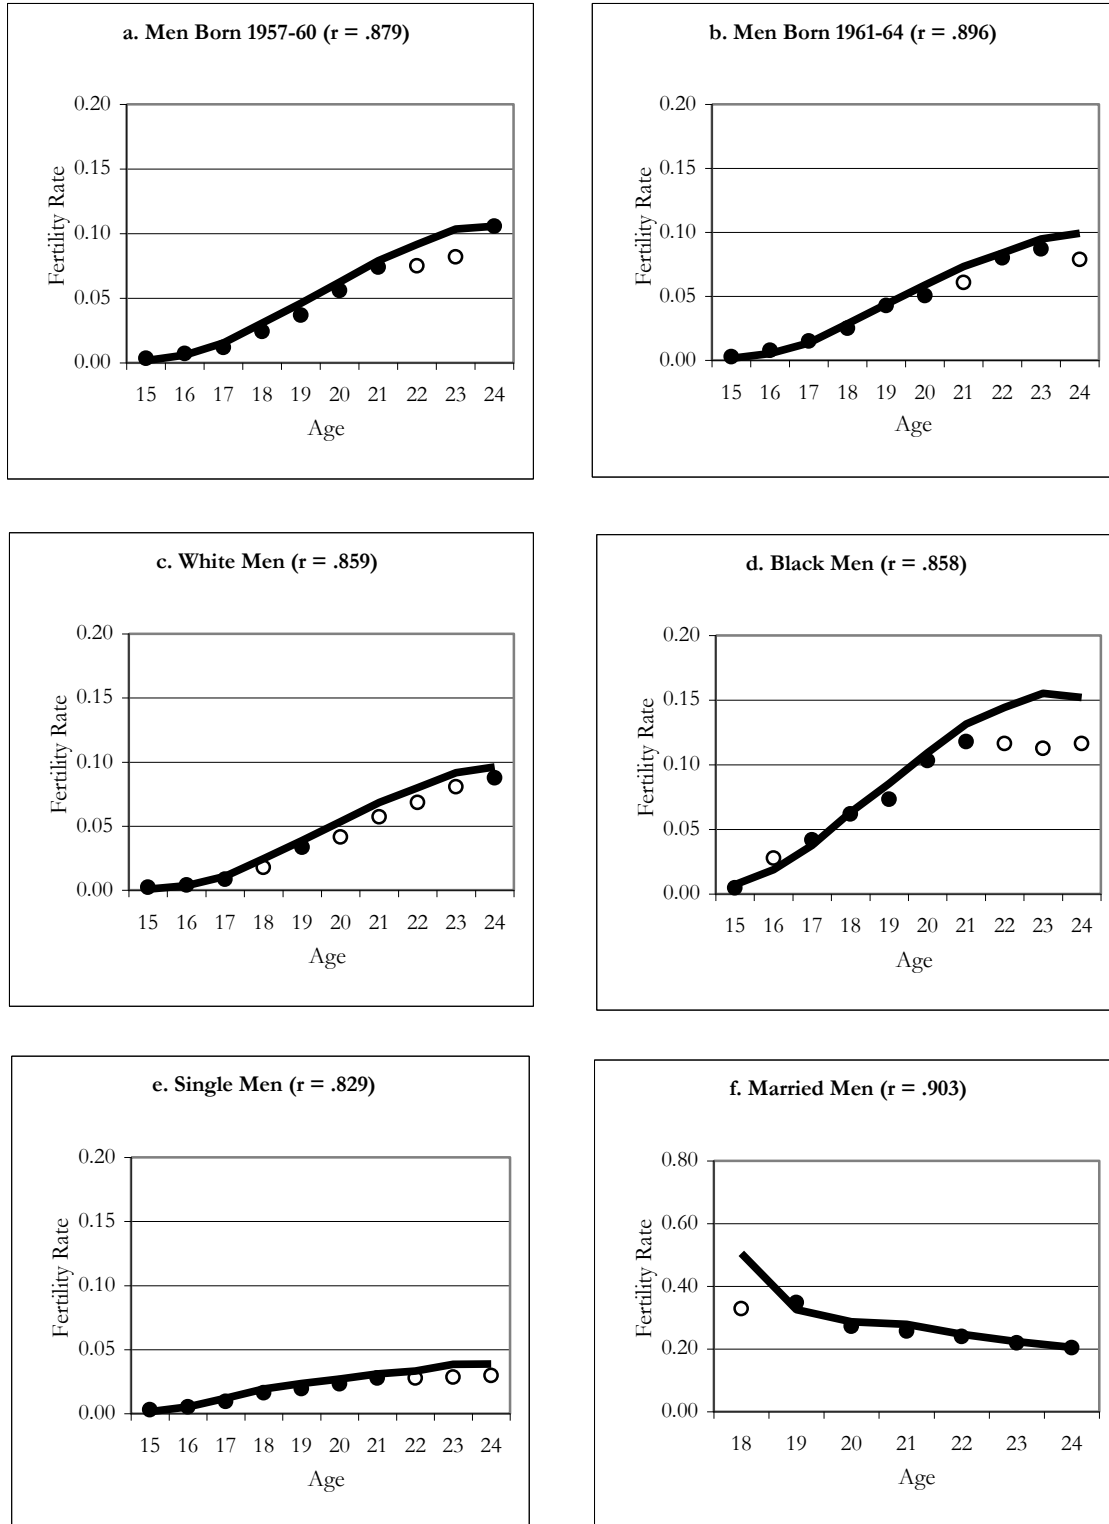 a. Men Born 1957-60 (r = .879)
0.20
0.15
0.10
0.05
0.00
Fertility Rate
15 16 17 18 19 20 21 22 23 24
Age
b. Men Born 1961-64 (r = .896)
0.20
0.15
0.10
0.05
0.00
Fertility Rate
15 16 17 18 19 20 21 22 23 24
Age
c. White Men (r = .859)
0.20
0.15
0.10
0.05
0.00
Fertility Rate
15 16 17 18 19 20 21 22 23 24
Age
d. Black Men (r = .858)
0.20
0.15
0.10
0.05
0.00
Fertility Rate
15 16 17 18 19 20 21 22 23 24
Age
e. Single Men (r = .829)
0.20
0.15
0.10
0.05
0.00
Fertility Rate
15 16 17 18 19 20 21 22 23 24
Age
f. Married Men (r = .903)
0.80
0.60
0.40
0.20
0.00
Fertility Rate
18 19 20 21 22 23 24
Age